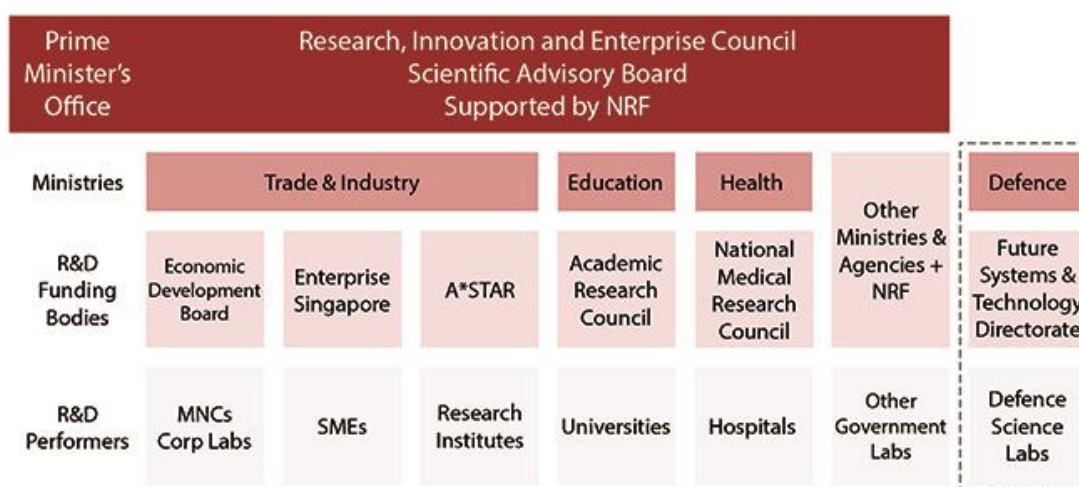 Prime
Minister's
Office
Research, Innovation and Enterprise Council
Scientific Advisory Board
Supported by NRF
Ministries
Trade & Industry
Education
Health
Other
Ministries &
Agencies +
NRF
Defence
R&D
Funding
Bodies
Economic
Development
Board
Enterprise
Singapore
A*STAR
Academic
Research
Council
National
Medical
Research
Council
Future
Systems &
Technology
Directorate
R&D
Performers
MNCs
Corp Labs
SMEs
Research
Institutes
Universities
Hospitals
Other
Government
Labs
Defence
Science
Labs